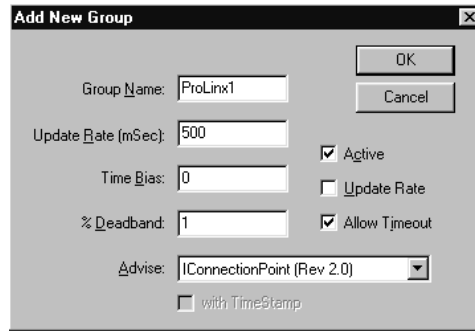 Add New Group
OK
Cancel
Group Name: ProLinx1
Update Rate (mSec): 500
Time Bias: 0
% Deadband: 1
Active
Update Rate
Allow Timeout
Advise: IConnectionPoint (Rev 2.0)
with TimeStamp